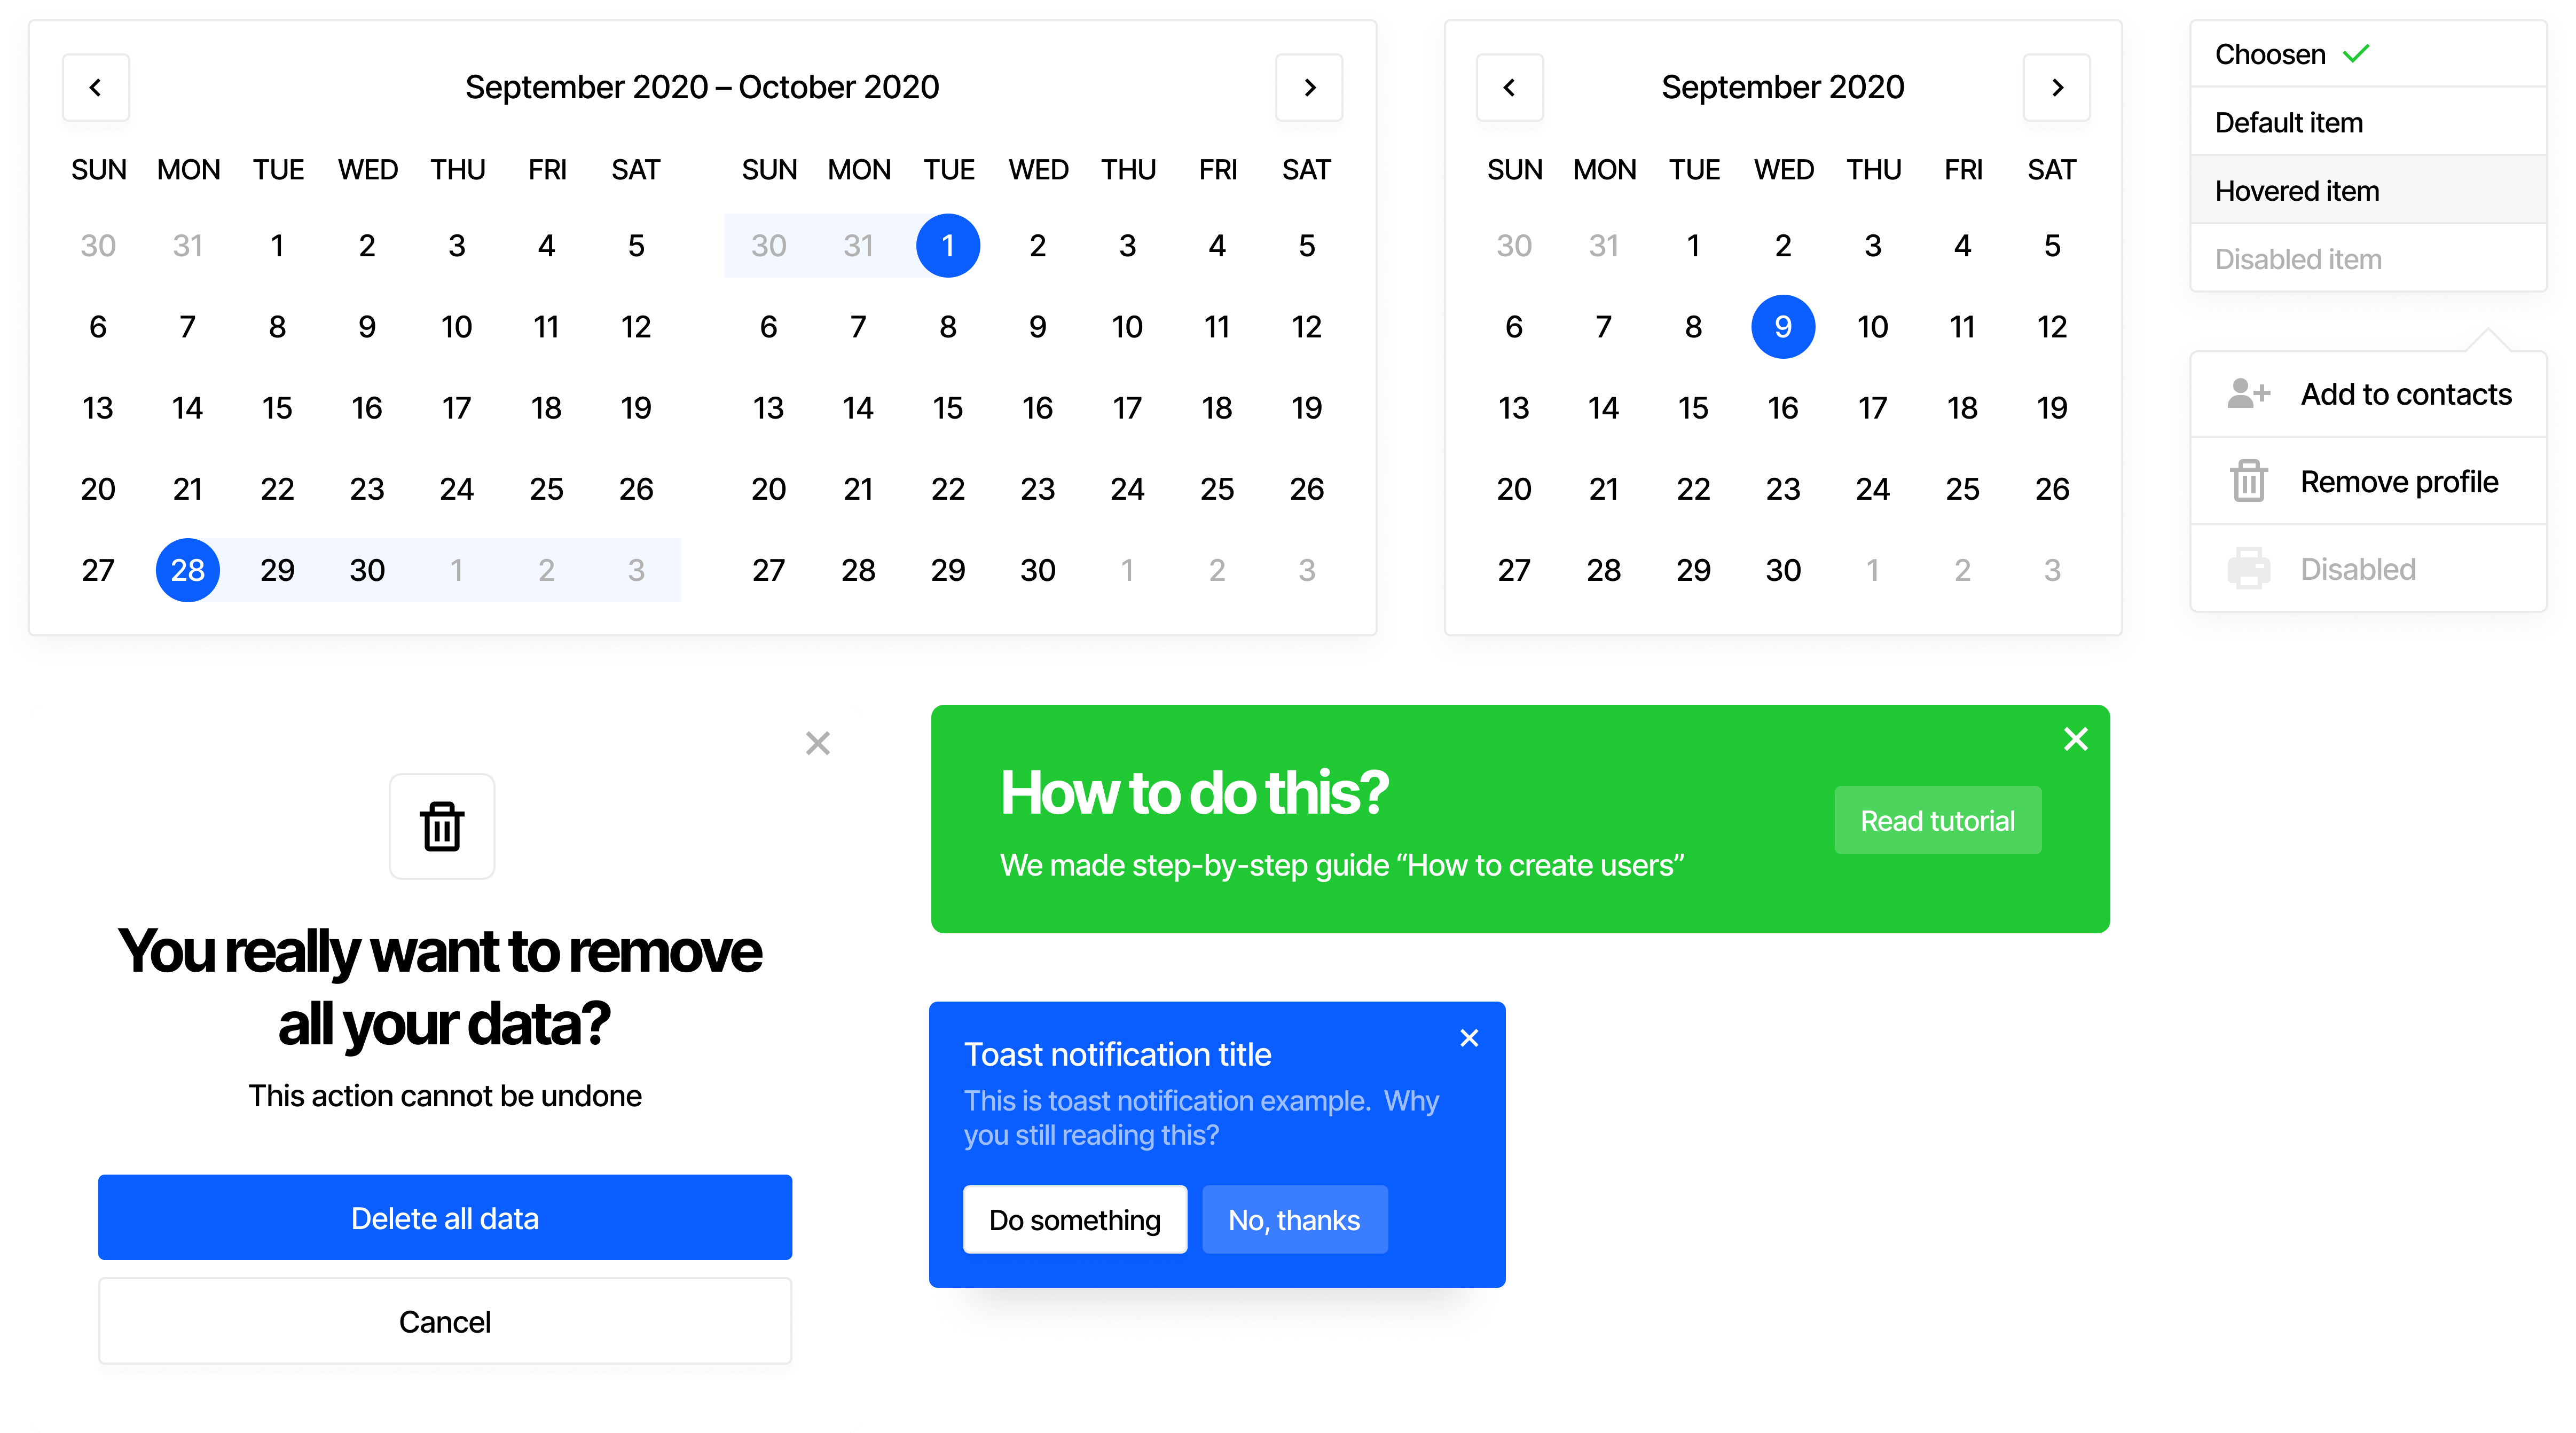 September 2020 – October 2020
SUN MON TUE WED THU FRI SAT
30 31 1 2 3 4 5
6 7 8 9 10 11 12
13 14 15 16 17 18 19
20 21 22 23 24 25 26
27 28 29 30 1 2 3
SUN MON TUE WED THU FRI SAT
30 31 1 2 3 4 5
6 7 8 9 10 11 12
13 14 15 16 17 18 19
20 21 22 23 24 25 26
27 28 29 30 1 2 3
September 2020
SUN MON TUE WED THU FRI SAT
30 31 1 2 3 4 5
6 7 8 9 10 11 12
13 14 15 16 17 18 19
20 21 22 23 24 25 26
27 28 29 30 1 2 3
Choosen
Default item
Hovered item
Disabled item
Add to contacts
Remove profile
Disabled
You really want to remove
all your data?
This action cannot be undone
Delete all data
Cancel
How to do this?
We made step-by-step guide “How to create users”
Read tutorial
Toast notification title
This is toast notification example. Why
you still reading this?
Do something
No, thanks